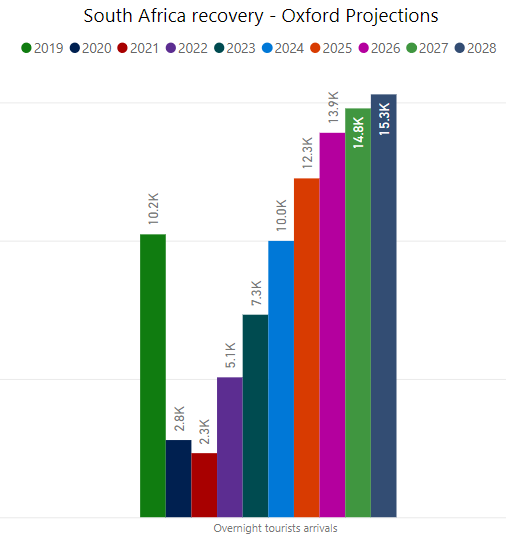 South Africa recovery - Oxford Projections
2019 2020 2021 2022 2023 2024 2025 2026 2027 2028
10.2K
2.8K
2.3K
5.1K
7.3K
10.0K
12.3K
13.9K
14.8K
15.3K
Overnight tourists arrivals